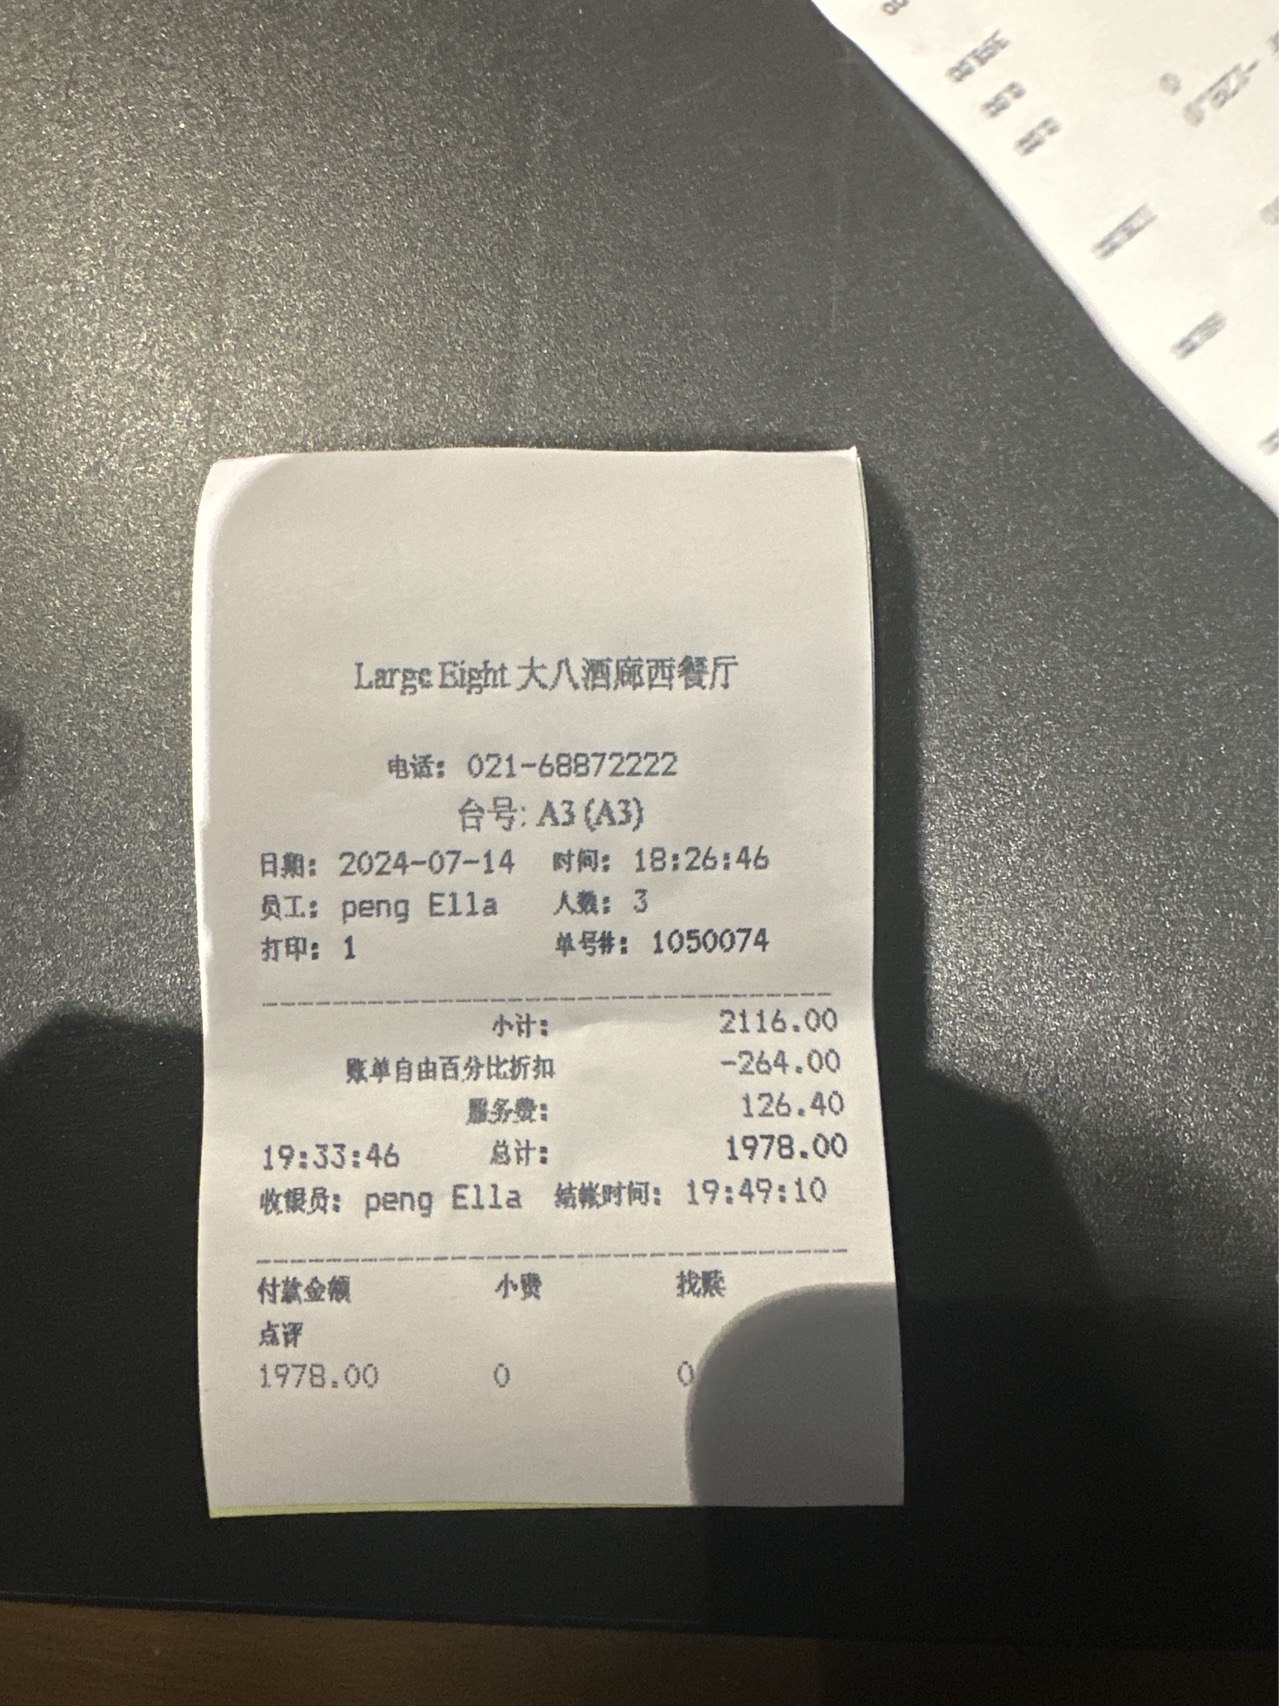 Large Eight 大八酒廊西餐厅
电话: 021-68872222
台号: A3 (A3)
日期: 2024-07-14 时间: 18:26:46
员工: peng Ella 人数: 3
打印: 1 单号#: 1050074
小计: 2116.00
账单自由百分比折扣 -264.00
服务费: 126.40
19:33:46 总计: 1978.00
收银员: peng Ella 结帐时间: 19:49:10
付款金额 小费 找赎
点评
1978.00 0 0